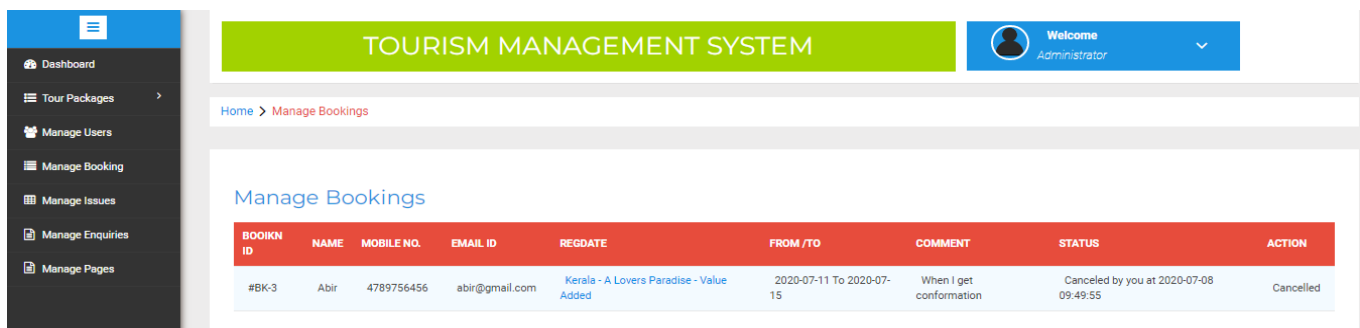 TOURISM MANAGEMENT SYSTEM
Welcome
Administrator
Dashboard
Tour Packages
Manage Users
Manage Booking
Manage Issues
Manage Enquiries
Manage Pages
Home > Manage Bookings
Manage Bookings
BOOIKN
ID
NAME
MOBILE NO.
EMAIL ID
REGDATE
FROM /TO
COMMENT
STATUS
ACTION
#BK-3
Abir
4789756456
abir@gmail.com
Kerala - A Lovers Paradise - Value
Added
2020-07-11 To 2020-07-
15
When I get
conformation
Canceled by you at 2020-07-08
09:49:55
Cancelled